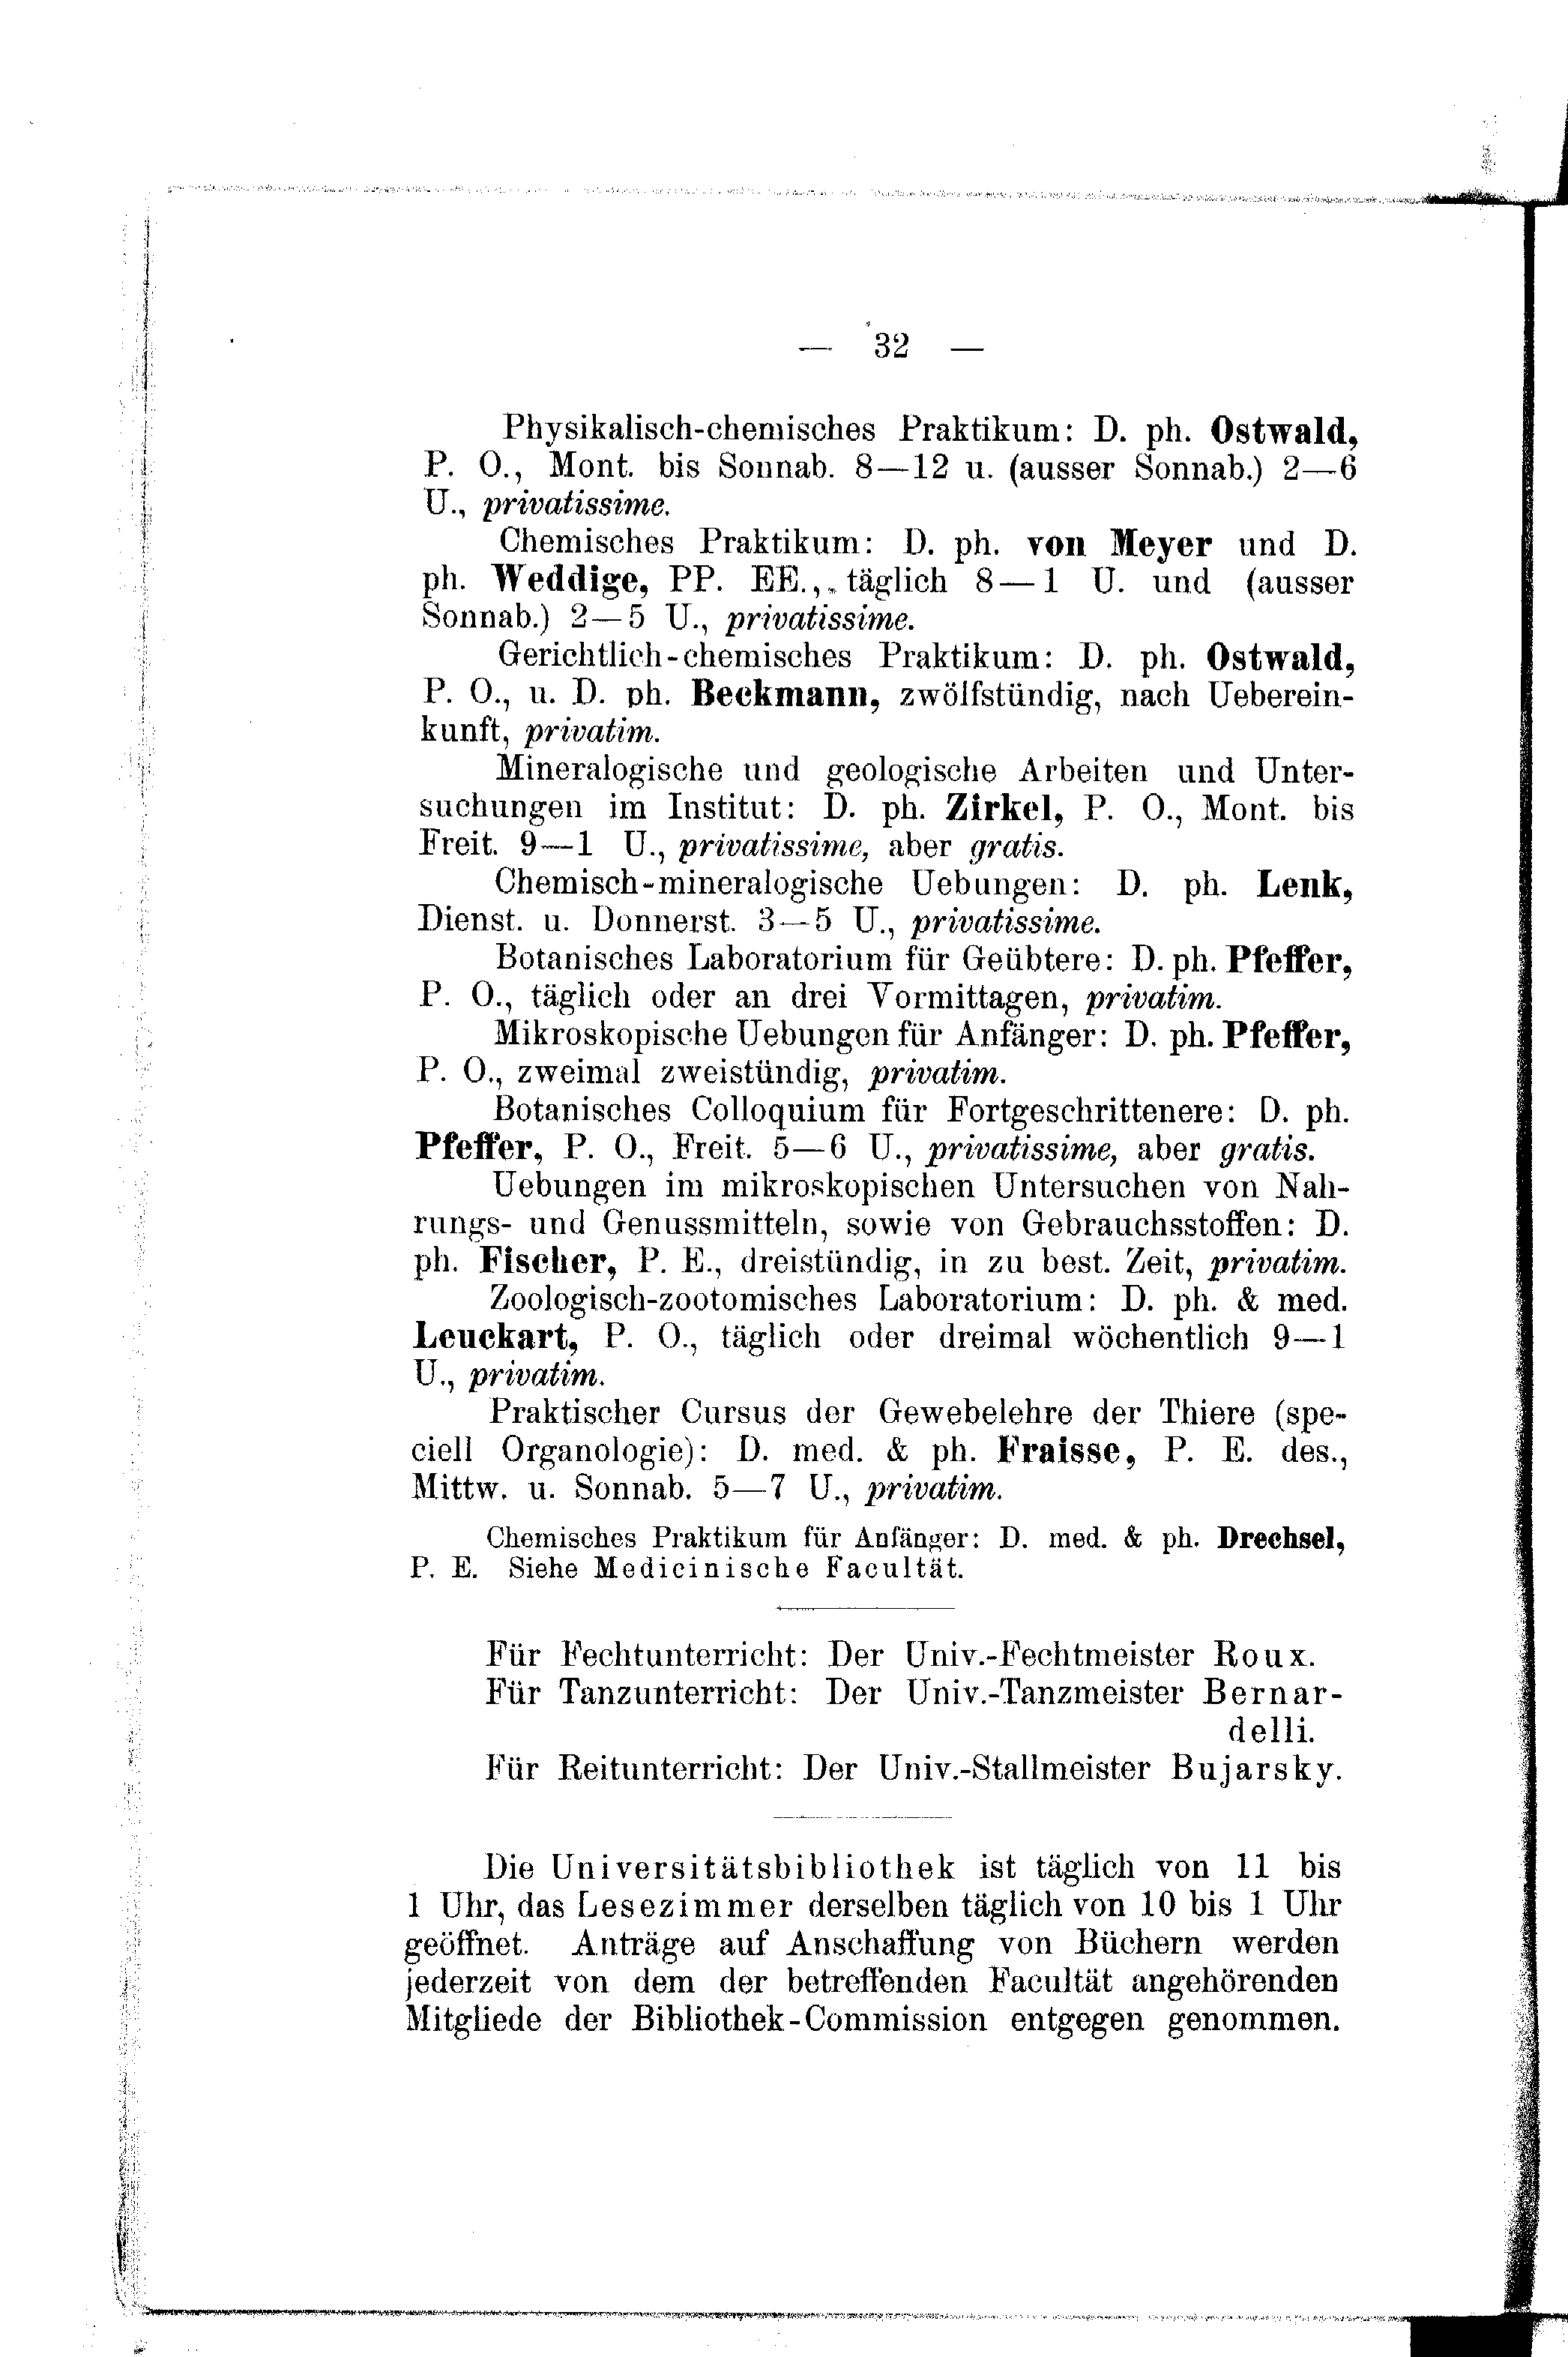 — 32 —
Physikalisch-chemisches Praktikum: D. ph. Ostwald,
P. O., Mont. bis Sonnab. 8—12 u. (ausser Sonnab.) 2—6
U., privatissime.
Chemisches Praktikum: D. ph. von Meyer und D.
ph. Weddige, PP. EE., täglich 8—1 U. und (ausser
Sonnab.) 2—5 U., privatissime.
Gerichtlich-chemisches Praktikum: D. ph. Ostwald,
P. O., u. D. ph. Beckmann, zwölfstündig, nach Ueberein-
kunft, privatim.
Mineralogische und geologische Arbeiten und Unter-
suchungen im Institut: D. ph. Zirkel, P. O., Mont. bis
Freit. 9—1 U., privatissime, aber gratis.
Chemisch-mineralogische Uebungen: D. ph. Lenk,
Dienst. u. Donnerst. 3—5 U., privatissime.
Botanisches Laboratorium für Geübtere: D. ph. Pfeffer,
P. O., täglich oder an drei Vormittagen, privatim.
Mikroskopische Uebungen für Anfänger: D. ph. Pfeffer,
P. O., zweimal zweistündig, privatim.
Botanisches Colloquium für Fortgeschrittenere: D. ph.
Pfeffer, P. O., Freit. 5—6 U., privatissime, aber gratis.
Uebungen im mikroskopischen Untersuchen von Nah-
rungs- und Genussmitteln, sowie von Gebrauchsstoffen: D.
ph. Fischer, P. E., dreistündig, in zu best. Zeit, privatim.
Zoologisch-zootomisches Laboratorium: D. ph. & med.
Leuckart, P. O., täglich oder dreimal wöchentlich 9—1
U., privatim.
Praktischer Cursus der Gewebelehre der Thiere (spe-
ciell Organologie): D. med. & ph. Fraisse, P. E. des.,
Mittw. u. Sonnab. 5—7 U., privatim.
Chemisches Praktikum für Anfänger: D. med. & ph. Drechsel,
P. E. Siehe Medicinische Facultät.
Für Fechtunterricht: Der Univ.-Fechtmeister Roux.
Für Tanzunterricht: Der Univ.-Tanzmeister Bernar-
delli.
Für Reitunterricht: Der Univ.-Stallmeister Bujarsky.
Die Universitätsbibliothek ist täglich von 11 bis
1 Uhr, das Lesezimmer derselben täglich von 10 bis 1 Uhr
geöffnet. Anträge auf Anschaffung von Büchern werden
jederzeit von dem der betreffenden Facultät angehörenden
Mitgliede der Bibliothek-Commission entgegen genommen.